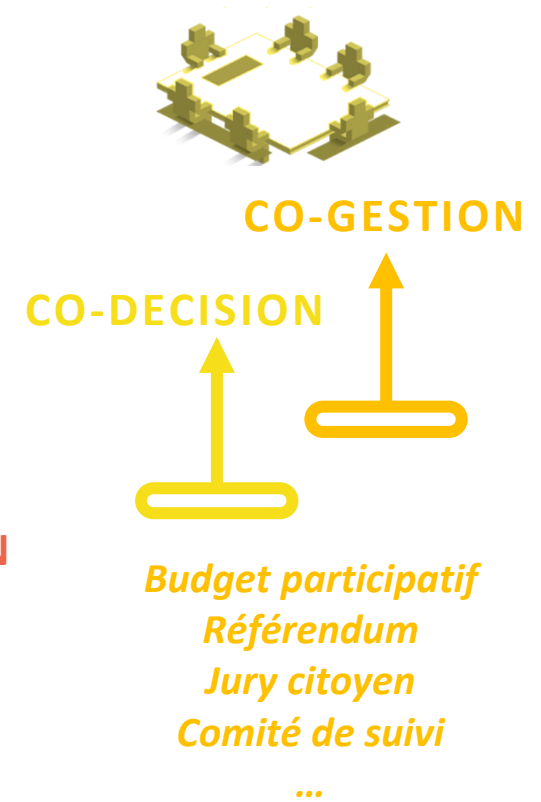 CO-GESTION
CO-DECISION
N
Budget participatif
Référendum
Jury citoyen
Comité de suivi
...